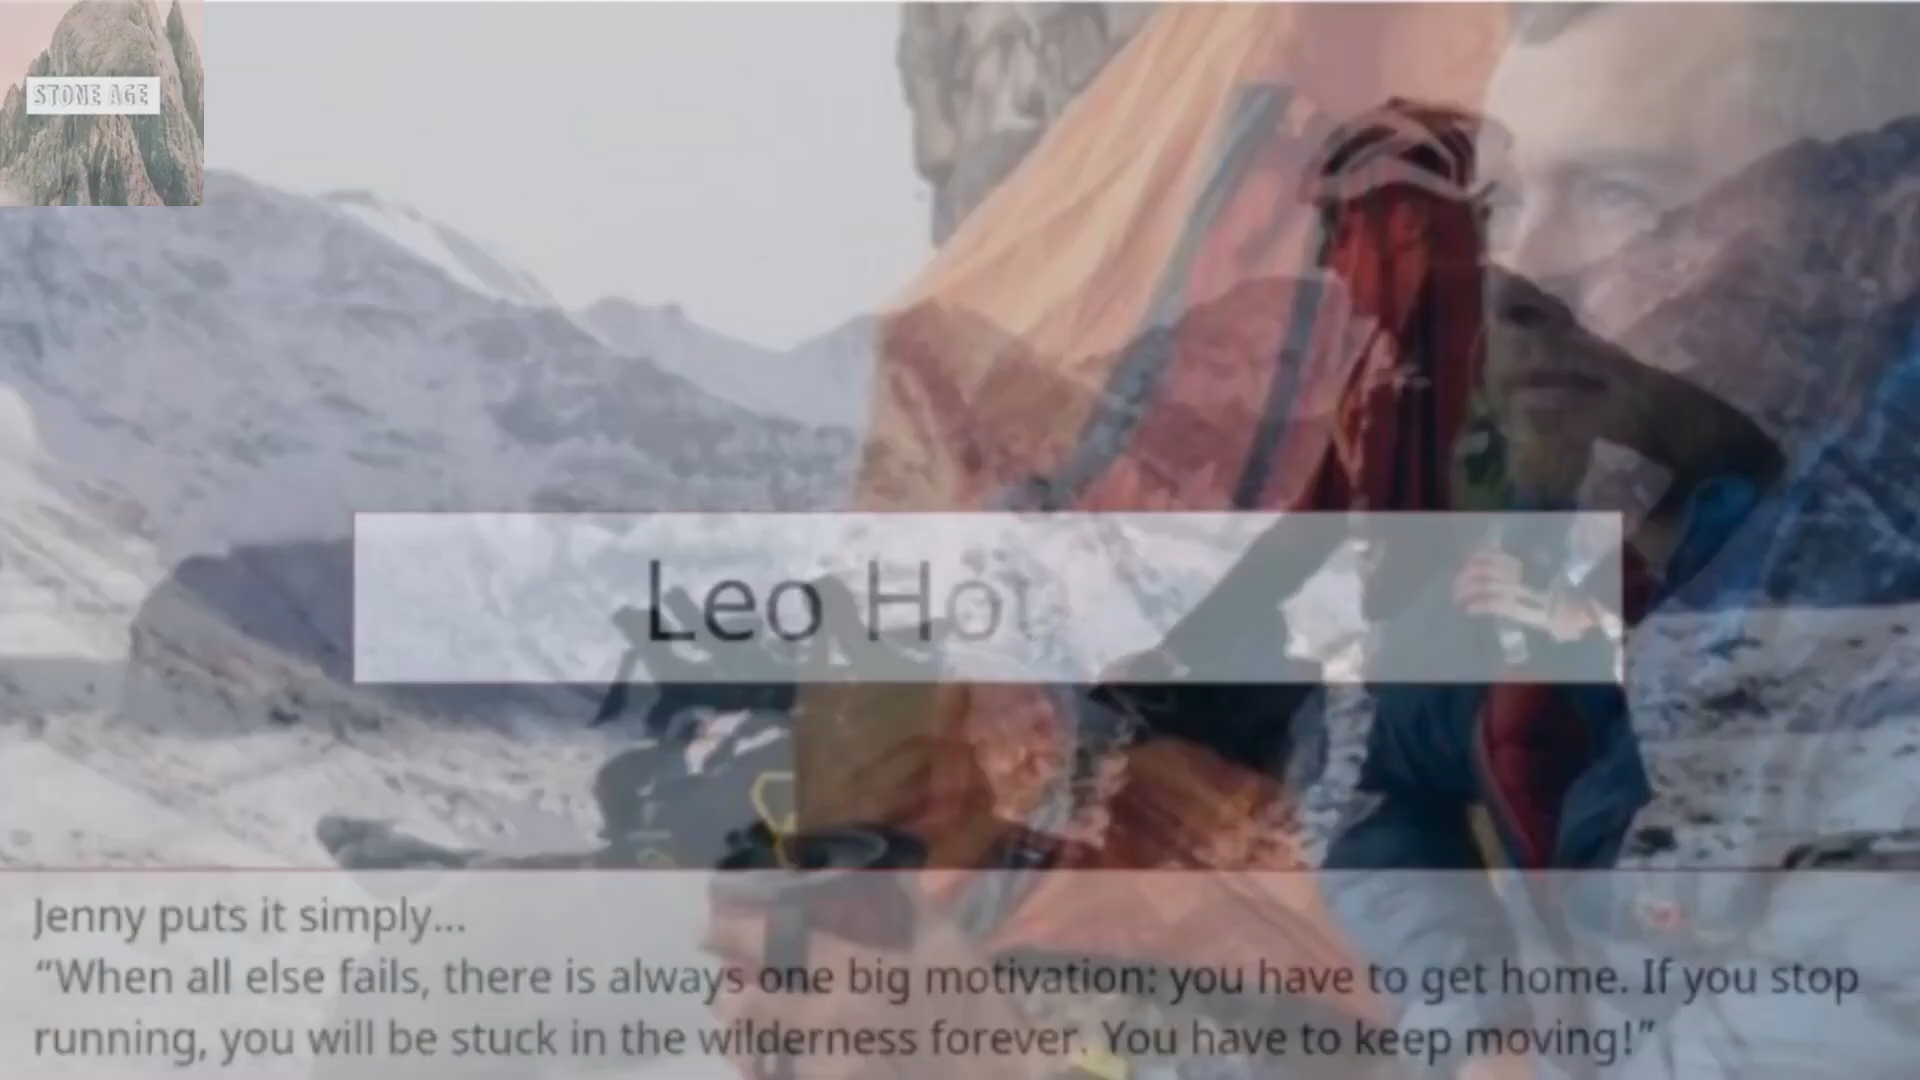 STONE AGE
Leo Hot
Jenny puts it simply...
“When all else fails, there is always one big motivation: you have to get home. If you stop
running, you will be stuck in the wilderness forever. You have to keep moving!”